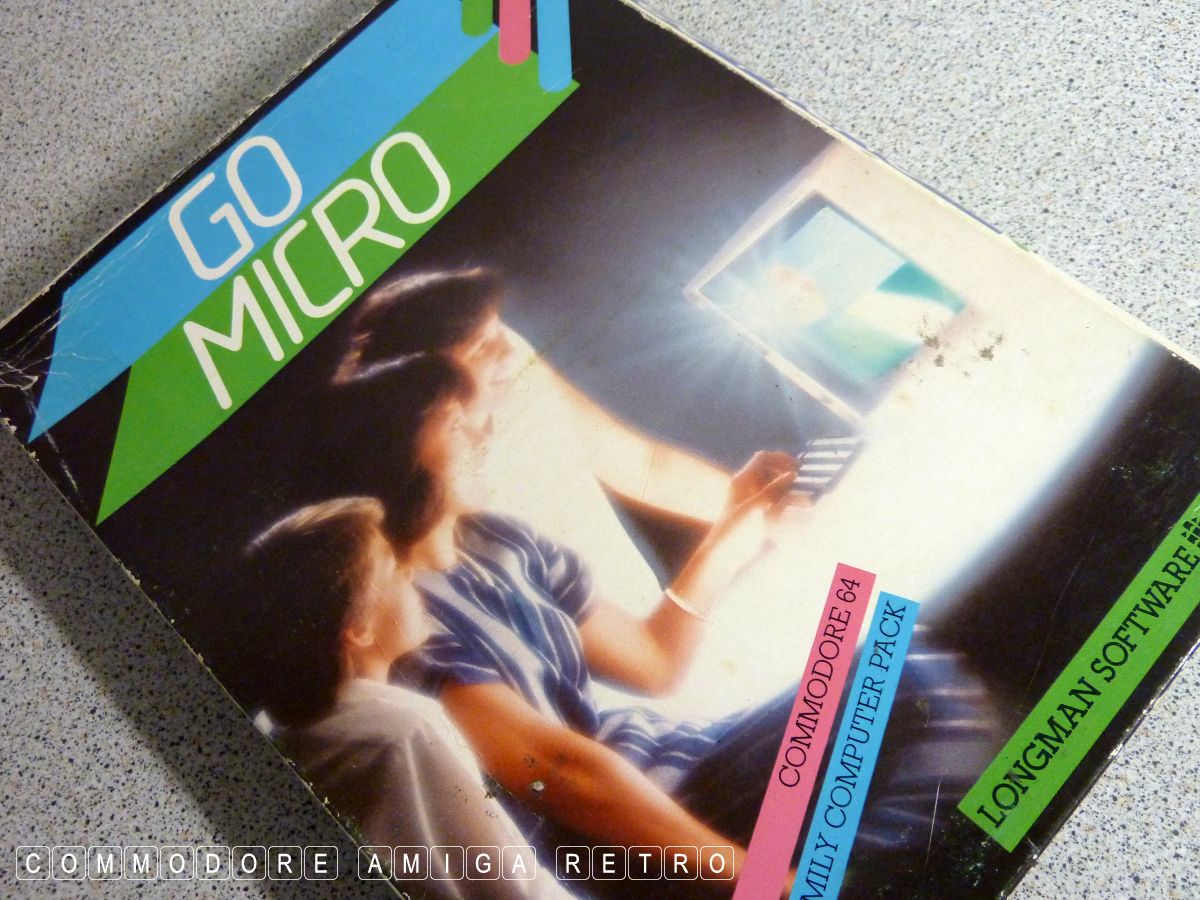 GO
MICRO
COMMODORE 64
MILY COMPUTER PACK
LONGMAN SOFTWARE
COMMODORE AMIGA RETRO